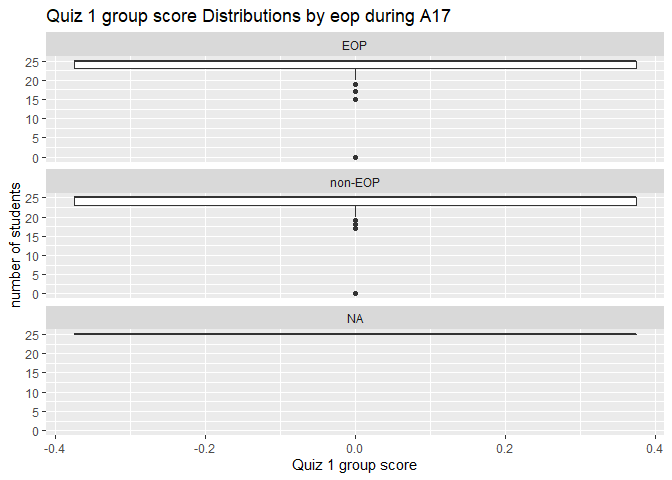 Quiz 1 group score Distributions by eop during A17
EOP
25
20
15
10
5
0
non-EOP
25
20
15
10
5
0
NA
25
20
15
10
5
0
number of students
-0.4 -0.2 0.0 0.2 0.4
Quiz 1 group score